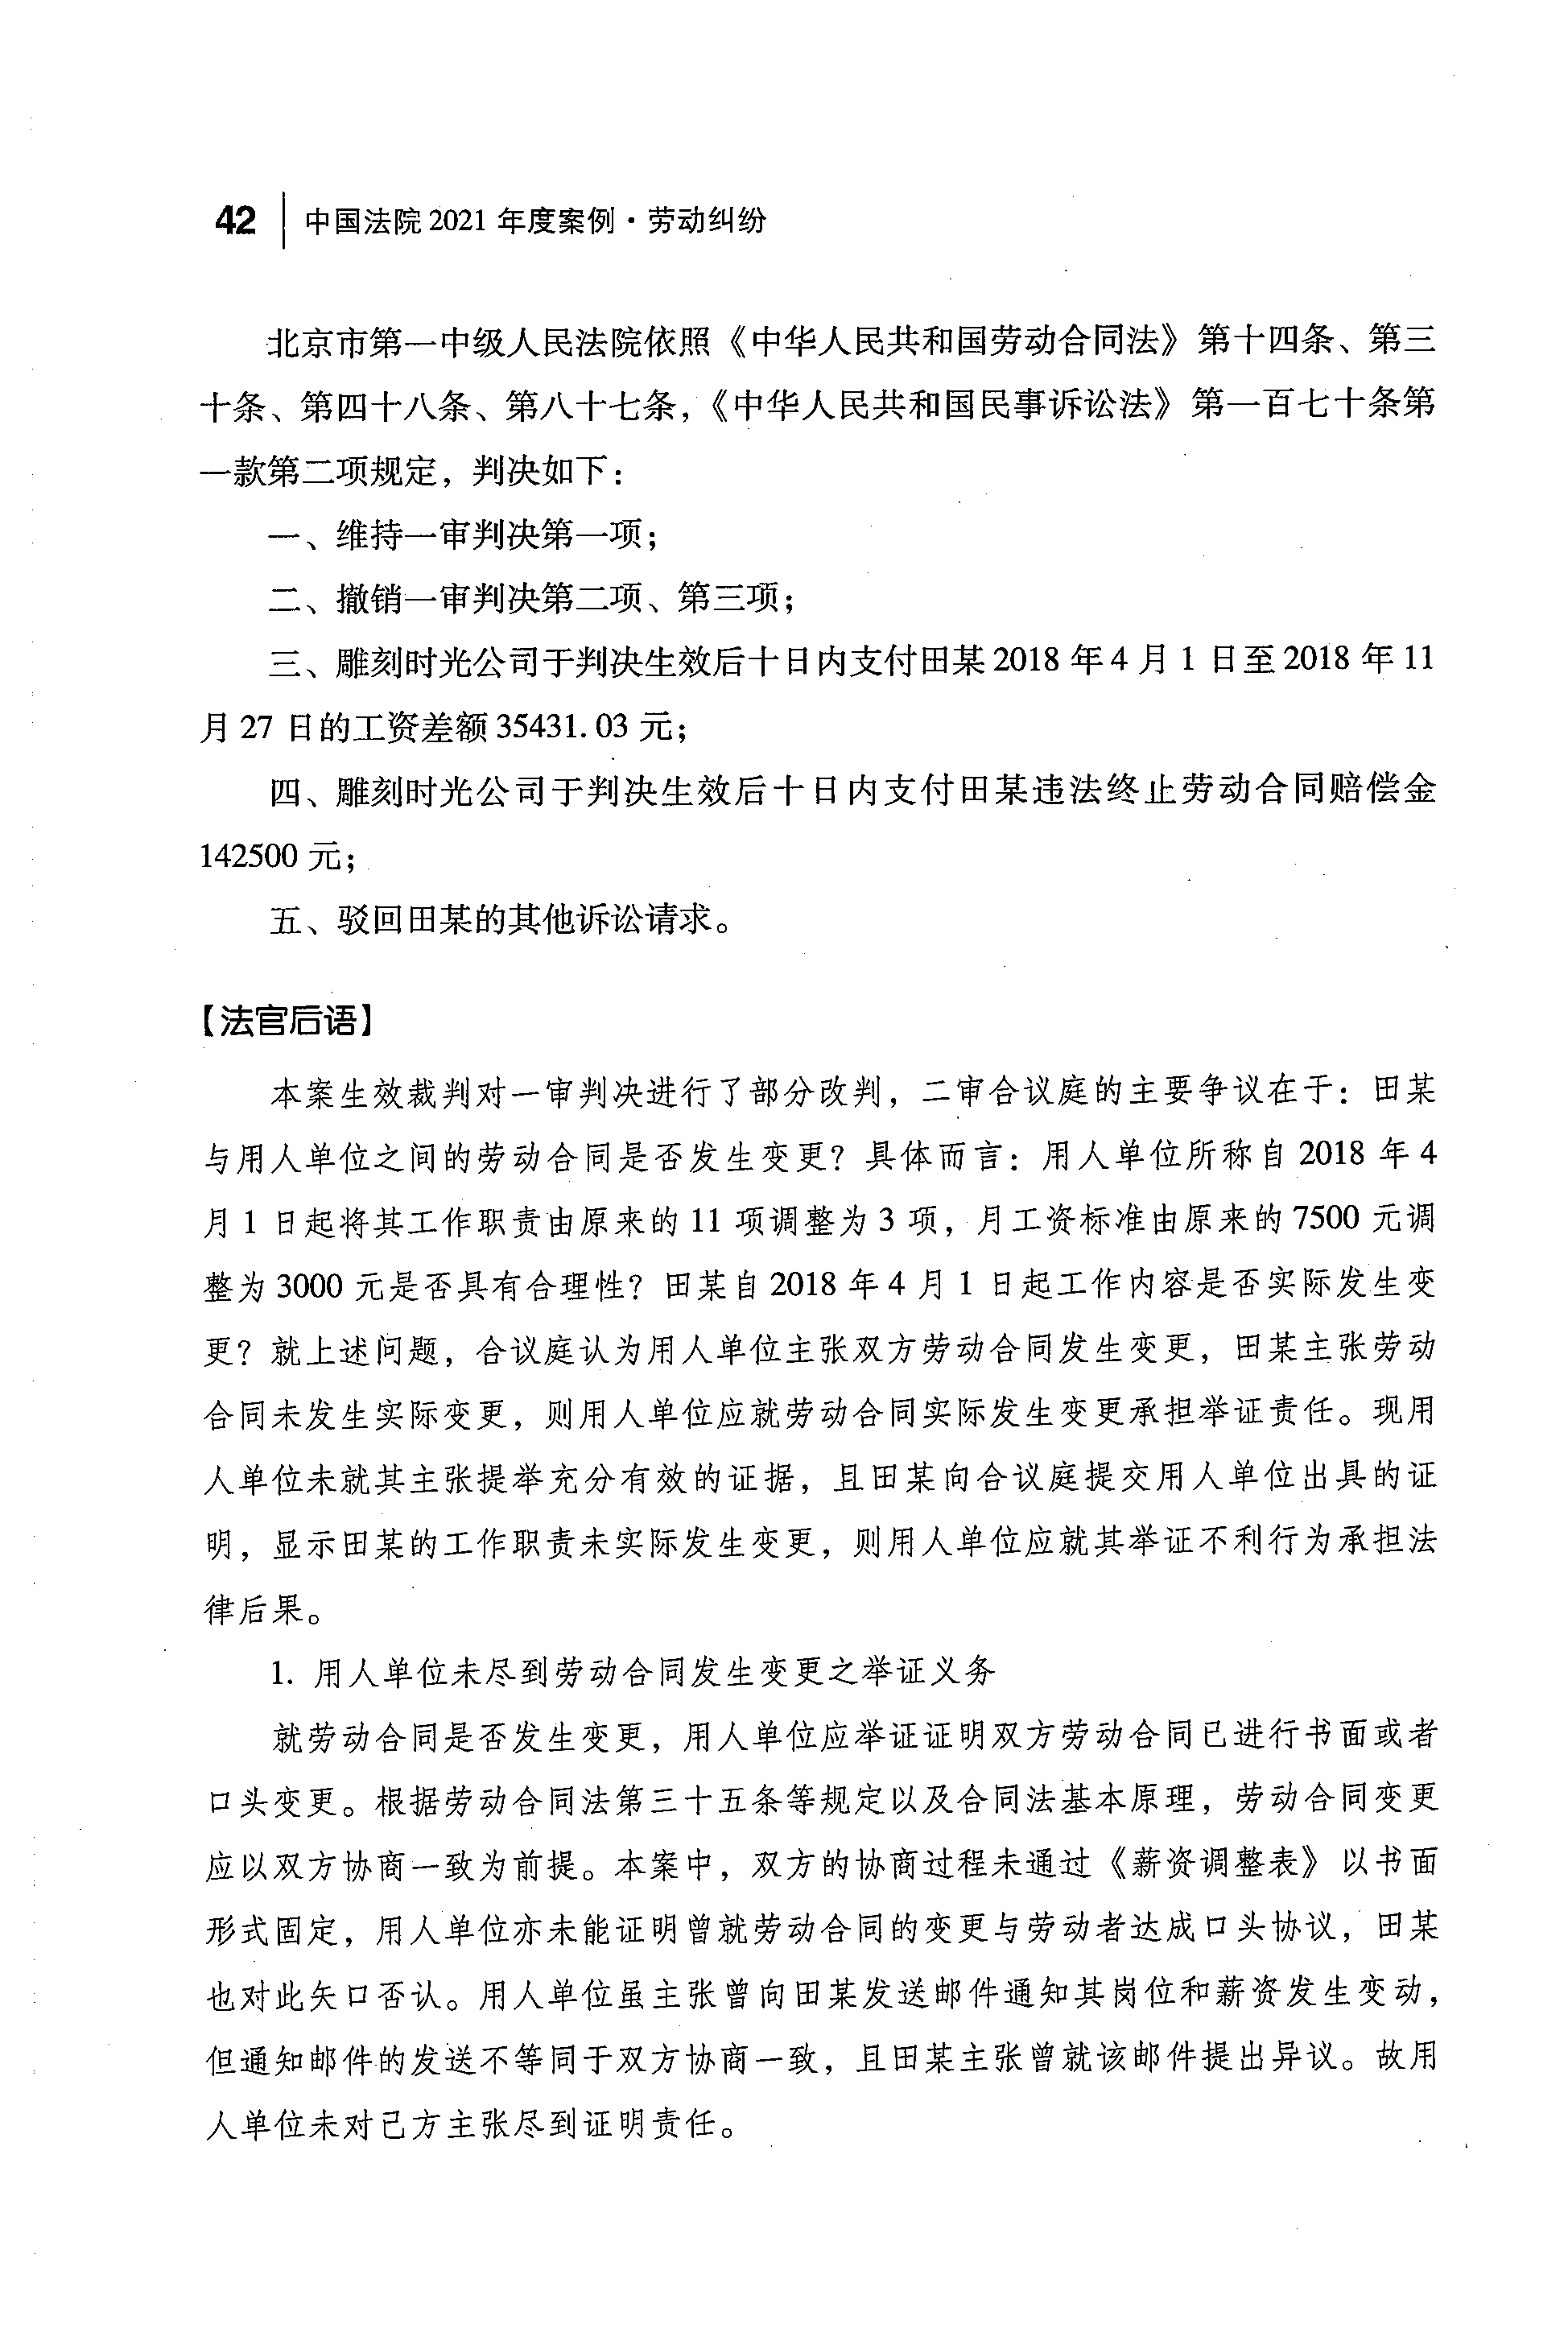 42 中国法院2021年度案例·劳动纠纷
北京市第一中级人民法院依照《中华人民共和国劳动合同法》第十四条、第三
十条、第四十八条、第八十七条，《中华人民共和国民事诉讼法》第一百七十条第
一款第二项规定，判决如下：
一、维持一审判决第一项；
二、撤销一审判决第二项、第三项；
三、雕刻时光公司于判决生效后十日内支付田某2018年4月1日至2018年11
月27日的工资差额35431.03元；
四、雕刻时光公司于判决生效后十日内支付田某违法终止劳动合同赔偿金
142500元；
五、驳回田某的其他诉讼请求。
【法官后语】
本案生效裁判对一审判决进行了部分改判，二审合议庭的主要争议在于：田某
与用人单位之间的劳动合同是否发生变更？具体而言：用人单位所称自2018年4
月1日起将其工作职责由原来的11项调整为3项，月工资标准由原来的7500元调
整为3000元是否具有合理性？田某自2018年4月1日起工作内容是否实际发生变
更？就上述问题，合议庭认为用人单位主张双方劳动合同发生变更，田某主张劳动
合同未发生实际变更，则用人单位应就劳动合同实际发生变更承担举证责任。现用
人单位未就其主张提举充分有效的证据，且田某向合议庭提交用人单位出具的证
明，显示田某的工作职责未实际发生变更，则用人单位应就其举证不利行为承担法
律后果。
1. 用人单位未尽到劳动合同发生变更之举证义务
就劳动合同是否发生变更，用人单位应举证证明双方劳动合同已进行书面或者
口头变更。根据劳动合同法第三十五条等规定以及合同法基本原理，劳动合同变更
应以双方协商一致为前提。本案中，双方的协商过程未通过《薪资调整表》以书面
形式固定，用人单位亦未能证明曾就劳动合同的变更与劳动者达成口头协议，田某
也对此矢口否认。用人单位虽主张曾向田某发送邮件通知其岗位和薪资发生变动，
但通知邮件的发送不等同于双方协商一致，且田某主张曾就该邮件提出异议。故用
人单位未对己方主张尽到证明责任。